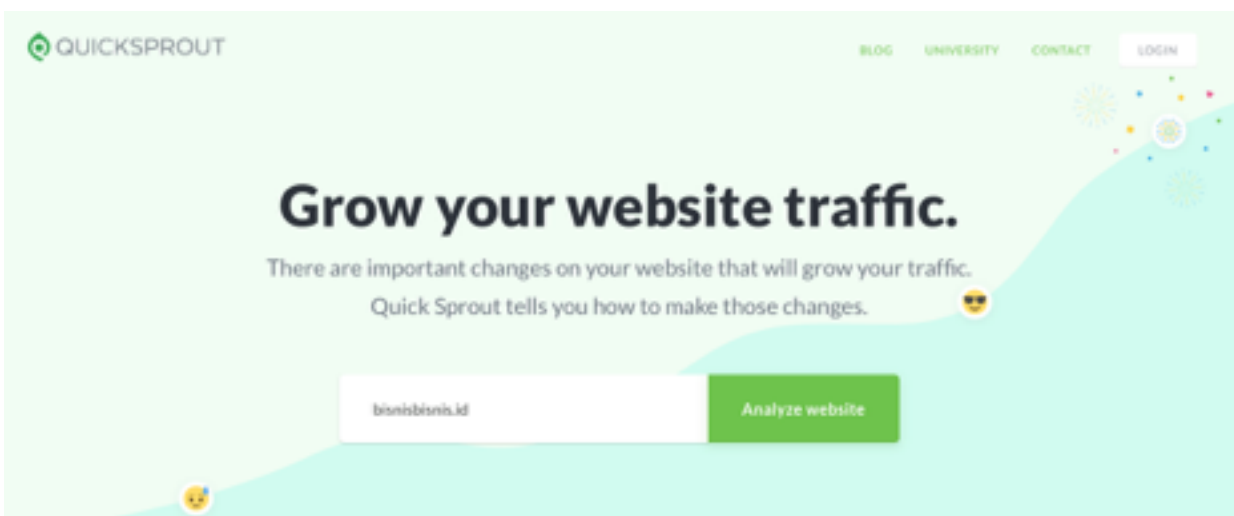 QUICKSPROUT
BLOG UNIVERSITY CONTACT LOGIN
Grow your website traffic.
There are important changes on your website that will grow your traffic.
Quick Sprout tells you how to make those changes.
bisnisbisnis.id
Analyze website